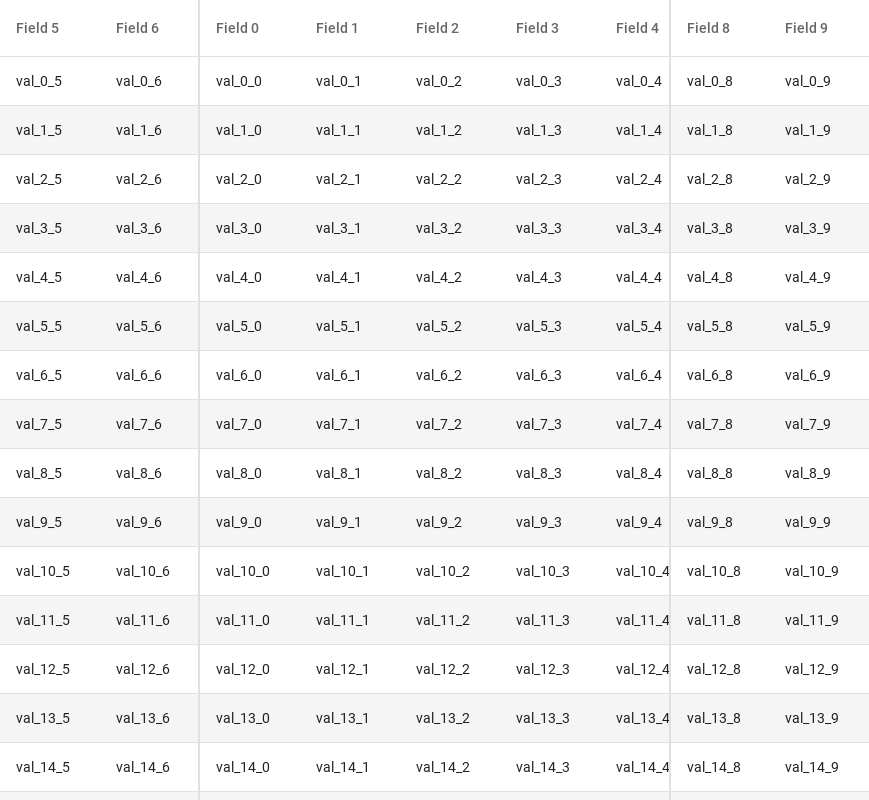 Field 5 Field 6 Field 0 Field 1 Field 2 Field 3 Field 4 Field 8 Field 9
val_0_5 val_0_6 val_0_0 val_0_1 val_0_2 val_0_3 val_0_4 val_0_8 val_0_9
val_1_5 val_1_6 val_1_0 val_1_1 val_1_2 val_1_3 val_1_4 val_1_8 val_1_9
val_2_5 val_2_6 val_2_0 val_2_1 val_2_2 val_2_3 val_2_4 val_2_8 val_2_9
val_3_5 val_3_6 val_3_0 val_3_1 val_3_2 val_3_3 val_3_4 val_3_8 val_3_9
val_4_5 val_4_6 val_4_0 val_4_1 val_4_2 val_4_3 val_4_4 val_4_8 val_4_9
val_5_5 val_5_6 val_5_0 val_5_1 val_5_2 val_5_3 val_5_4 val_5_8 val_5_9
val_6_5 val_6_6 val_6_0 val_6_1 val_6_2 val_6_3 val_6_4 val_6_8 val_6_9
val_7_5 val_7_6 val_7_0 val_7_1 val_7_2 val_7_3 val_7_4 val_7_8 val_7_9
val_8_5 val_8_6 val_8_0 val_8_1 val_8_2 val_8_3 val_8_4 val_8_8 val_8_9
val_9_5 val_9_6 val_9_0 val_9_1 val_9_2 val_9_3 val_9_4 val_9_8 val_9_9
val_10_5 val_10_6 val_10_0 val_10_1 val_10_2 val_10_3 val_10_4 val_10_8 val_10_9
val_11_5 val_11_6 val_11_0 val_11_1 val_11_2 val_11_3 val_11_4 val_11_8 val_11_9
val_12_5 val_12_6 val_12_0 val_12_1 val_12_2 val_12_3 val_12_4 val_12_8 val_12_9
val_13_5 val_13_6 val_13_0 val_13_1 val_13_2 val_13_3 val_13_4 val_13_8 val_13_9
val_14_5 val_14_6 val_14_0 val_14_1 val_14_2 val_14_3 val_14_4 val_14_8 val_14_9